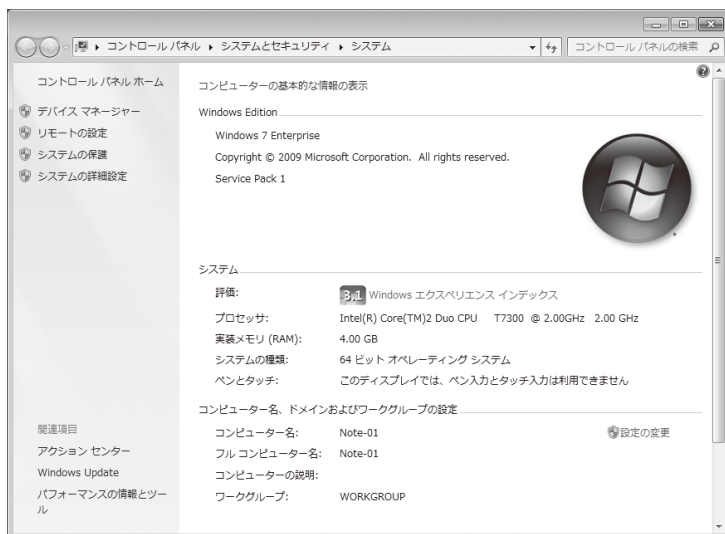 コントロール パネル ▸ システムとセキュリティ ▸ システム
コントロール パネルの検索
コントロール パネル ホーム
デバイス マネージャー
リモートの設定
システムの保護
システムの詳細設定
コンピューターの基本的な情報の表示
Windows Edition
Windows 7 Enterprise
Copyright © 2009 Microsoft Corporation. All rights reserved.
Service Pack 1
システム
評価: 3.1 Windows エクスペリエンス インデックス
プロセッサ: Intel(R) Core(TM)2 Duo CPU T7300 @ 2.00GHz 2.00 GHz
実装メモリ (RAM): 4.00 GB
システムの種類: 64 ビット オペレーティング システム
ペンとタッチ: このディスプレイでは、ペン入力とタッチ入力は利用できません
コンピューター名、ドメインおよびワークグループの設定
コンピューター名: Note-01 設定の変更
フル コンピューター名: Note-01
コンピューターの説明:
ワークグループ: WORKGROUP
関連項目
アクション センター
Windows Update
パフォーマンスの情報とツー
ル